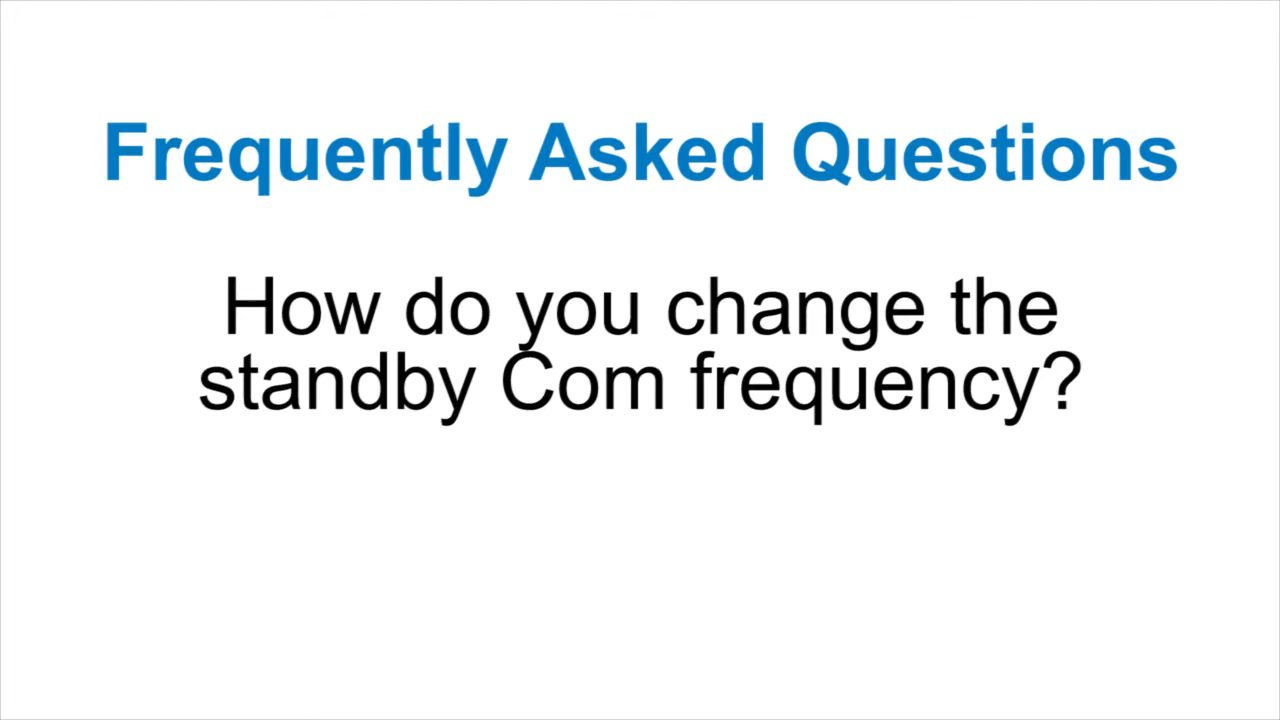 Frequently Asked Questions
How do you change the
standby Com frequency?